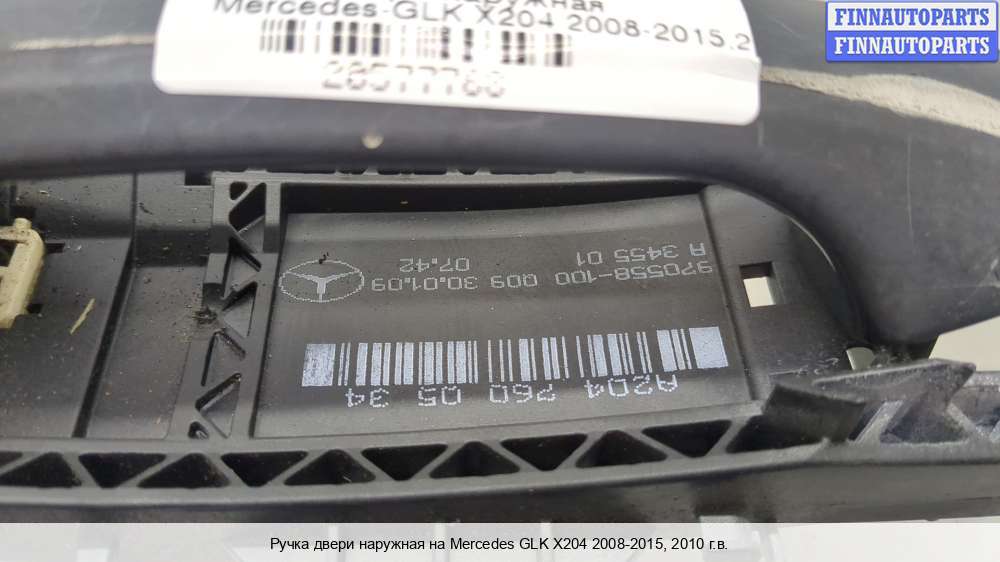 FINNAUTOPARTS
FINNAUTOPARTS
Mercedes GLK X204 2008-2015,2
A204 760 05 34
970558-100 009 30.01.09
A 3455 01 07:42
Ручка двери наружная на Mercedes GLK X204 2008-2015, 2010 г.в.